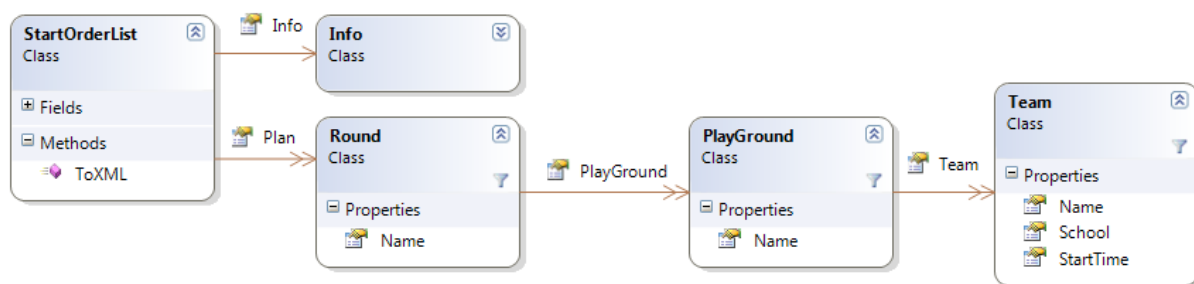 StartOrderList
Class
Fields
Methods
ToXML
Info
Info
Class
Plan
Round
Class
Properties
Name
PlayGround
PlayGround
Class
Properties
Name
Team
Team
Class
Properties
Name
School
StartTime